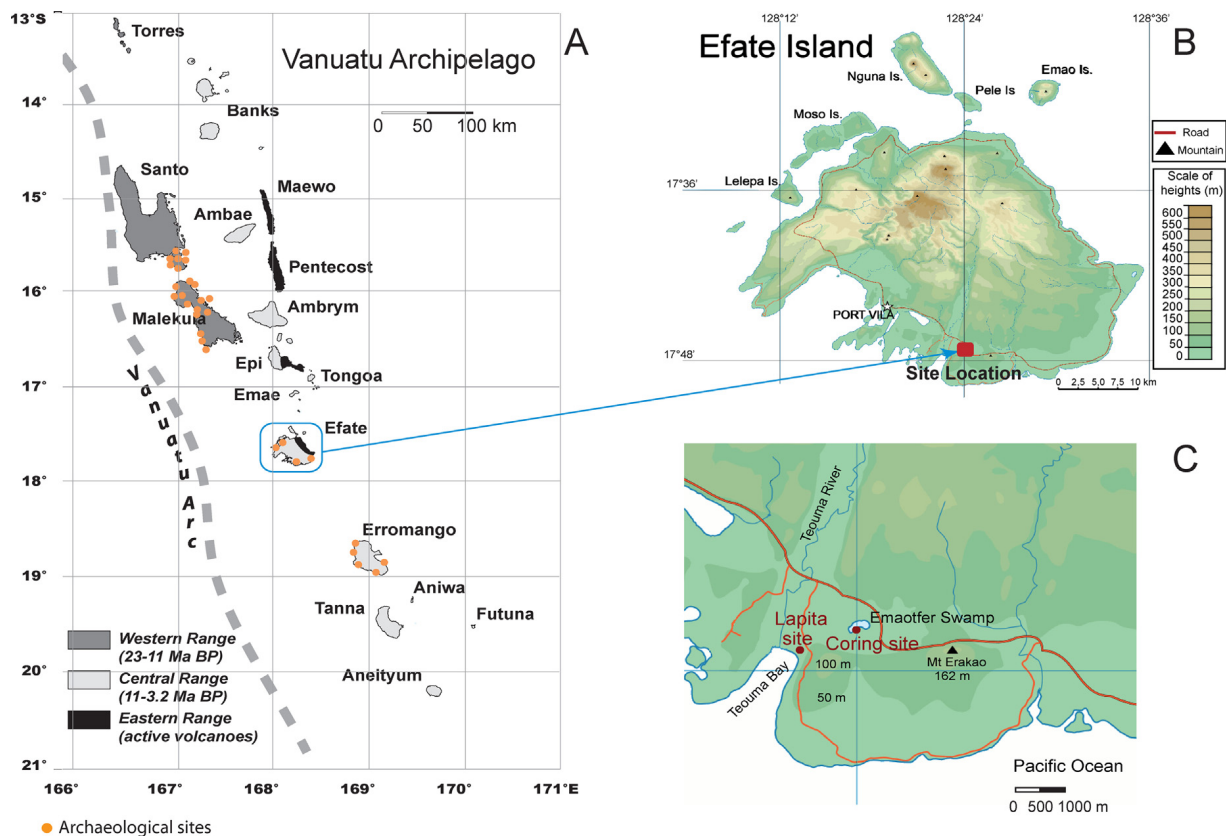 A
Vanuatu Archipelago
13°S
14°
15°
16°
17°
18°
19°
20°
21°
166°
167°
168°
169°
170°
171°E
0 50 100 km
Torres
Banks
Santo
Maewo
Ambae
Pentecost
Ambrym
Malekula
Epi
Tongoa
Emae
Efate
Erromango
Aniwa
Tanna
Futuna
Aneityum
Vanuatu Arc
Western Range
(23-11 Ma BP)
Central Range
(11-3.2 Ma BP)
Eastern Range
(active volcanoes)
Archaeological sites
B
Efate Island
128°12'
128°24'
128°36'
17°36'
17°48'
Nguna Is.
Pele Is
Emao Is.
Moso Is.
Lelepa Is.
PORT VILA
Site Location
0 2,5 5,0 7,5 10 km
Road
Mountain
Scale of
heights (m)
600
550
500
450
400
350
300
250
200
150
100
50
0
C
Teouma River
Lapita
site
Emaotfer Swamp
Coring site
Mt Erakao
162 m
100 m
50 m
Teouma Bay
Pacific Ocean
0 500 1000 m